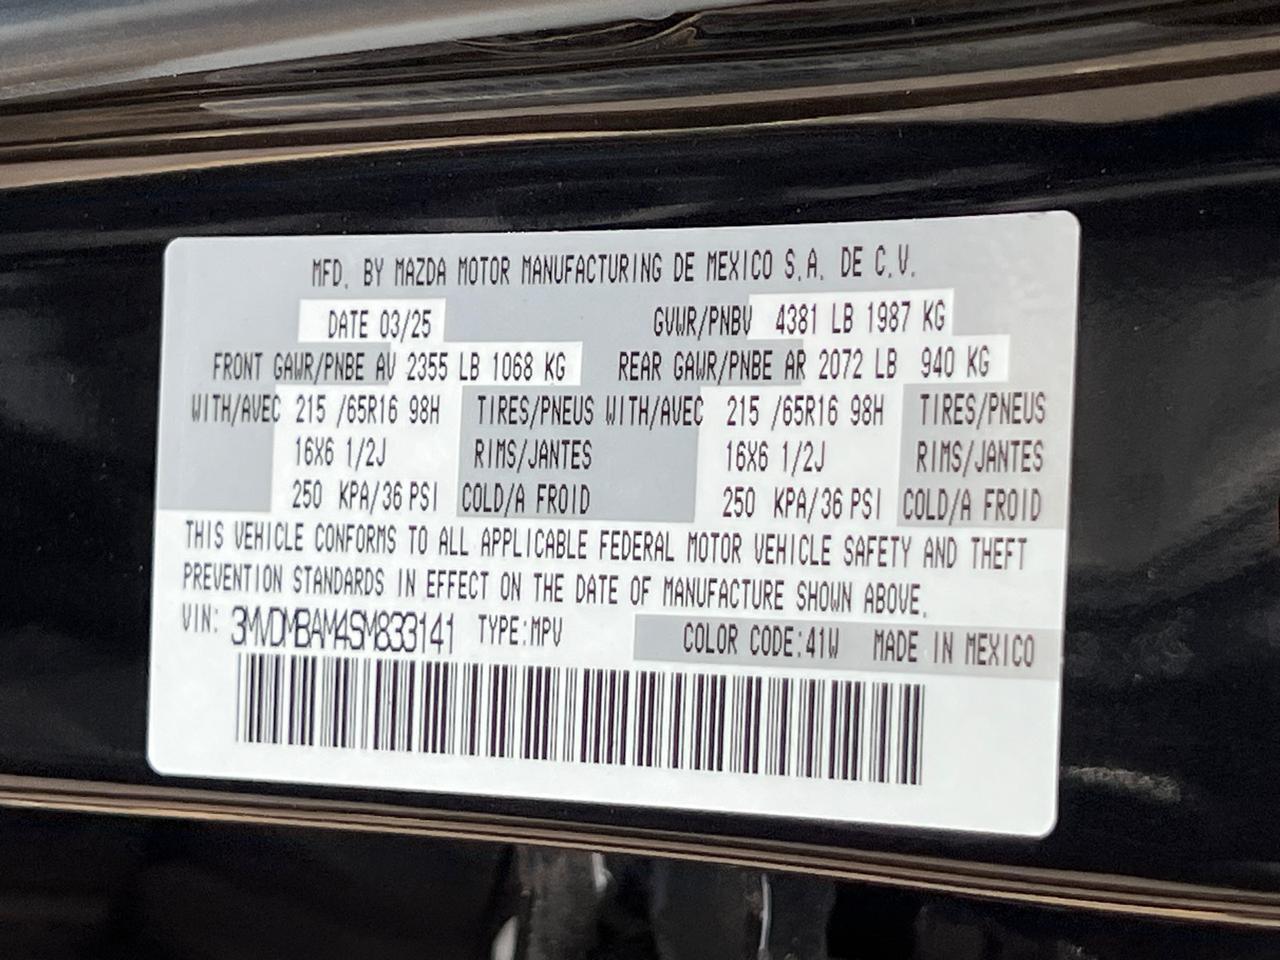 MFD. BY MAZDA MOTOR MANUFACTURING DE MEXICO S.A. DE C.V.
DATE 03/25 GVWR/PNBV 4381 LB 1987 KG
FRONT GAWR/PNBE AV 2355 LB 1068 KG REAR GAWR/PNBE AR 2072 LB 940 KG
WITH/AVEC 215 /65R16 98H TIRES/PNEUS WITH/AVEC 215 /65R16 98H TIRES/PNEUS
16X6 1/2J RIMS/JANTES 16X6 1/2J RIMS/JANTES
250 KPA/36 PSI COLD/A FROID 250 KPA/36 PSI COLD/A FROID
THIS VEHICLE CONFORMS TO ALL APPLICABLE FEDERAL MOTOR VEHICLE SAFETY AND THEFT
PREVENTION STANDARDS IN EFFECT ON THE DATE OF MANUFACTURE SHOWN ABOVE.
VIN: 3MVDMBAM4SM833141 TYPE:MPV COLOR CODE:41W MADE IN MEXICO